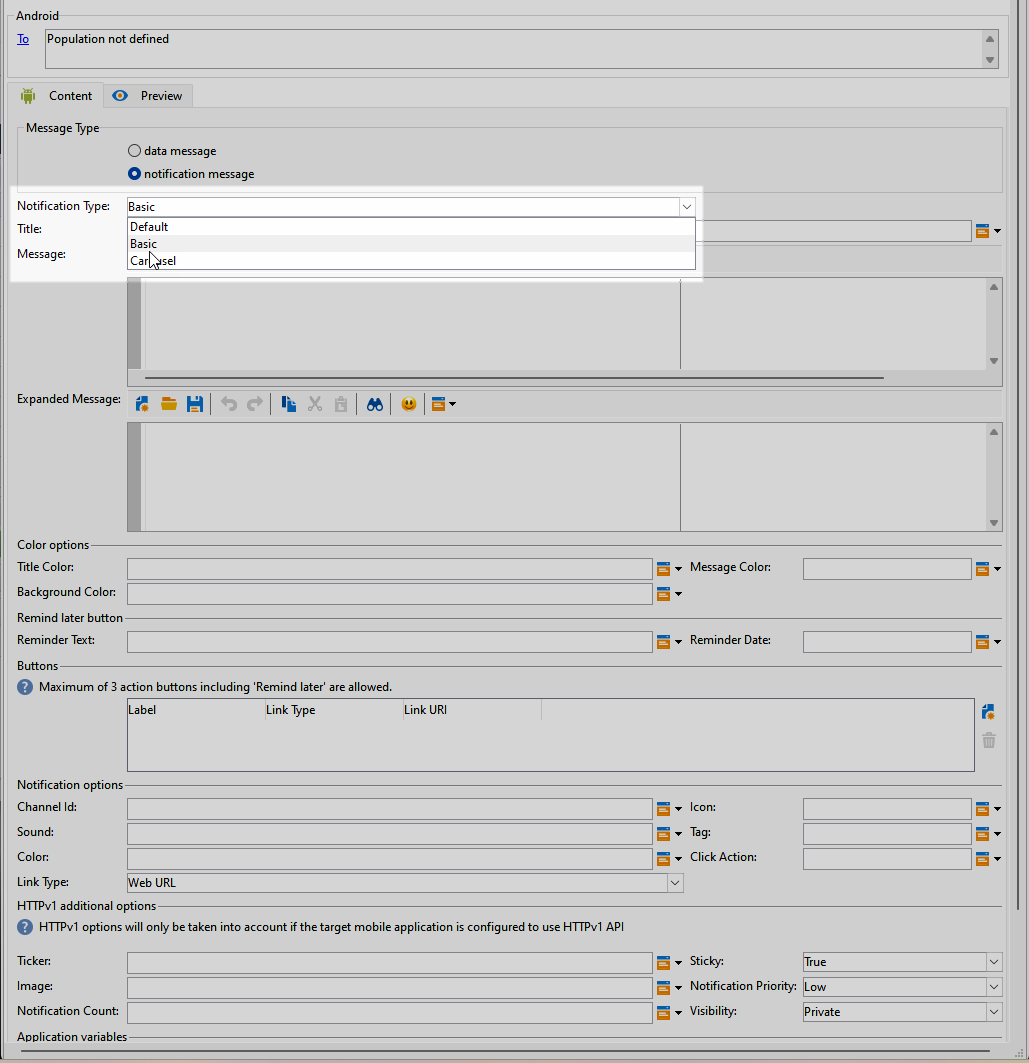 Android
To Population not defined
Content Preview
Message Type
data message
notification message
Notification Type: Basic
Default
Title:
Basic
Message:
Carousel
Expanded Message:
Color options
Title Color: Message Color:
Background Color:
Remind later button
Reminder Text: Reminder Date:
Buttons
Maximum of 3 action buttons including 'Remind later' are allowed.
Label Link Type Link URI
Notification options
Channel Id: Icon:
Sound: Tag:
Color: Click Action:
Link Type: Web URL
HTTPv1 additional options
HTTPv1 options will only be taken into account if the target mobile application is configured to use HTTPv1 API
Ticker: Sticky: True
Image: Notification Priority: Low
Notification Count: Visibility: Private
Application variables